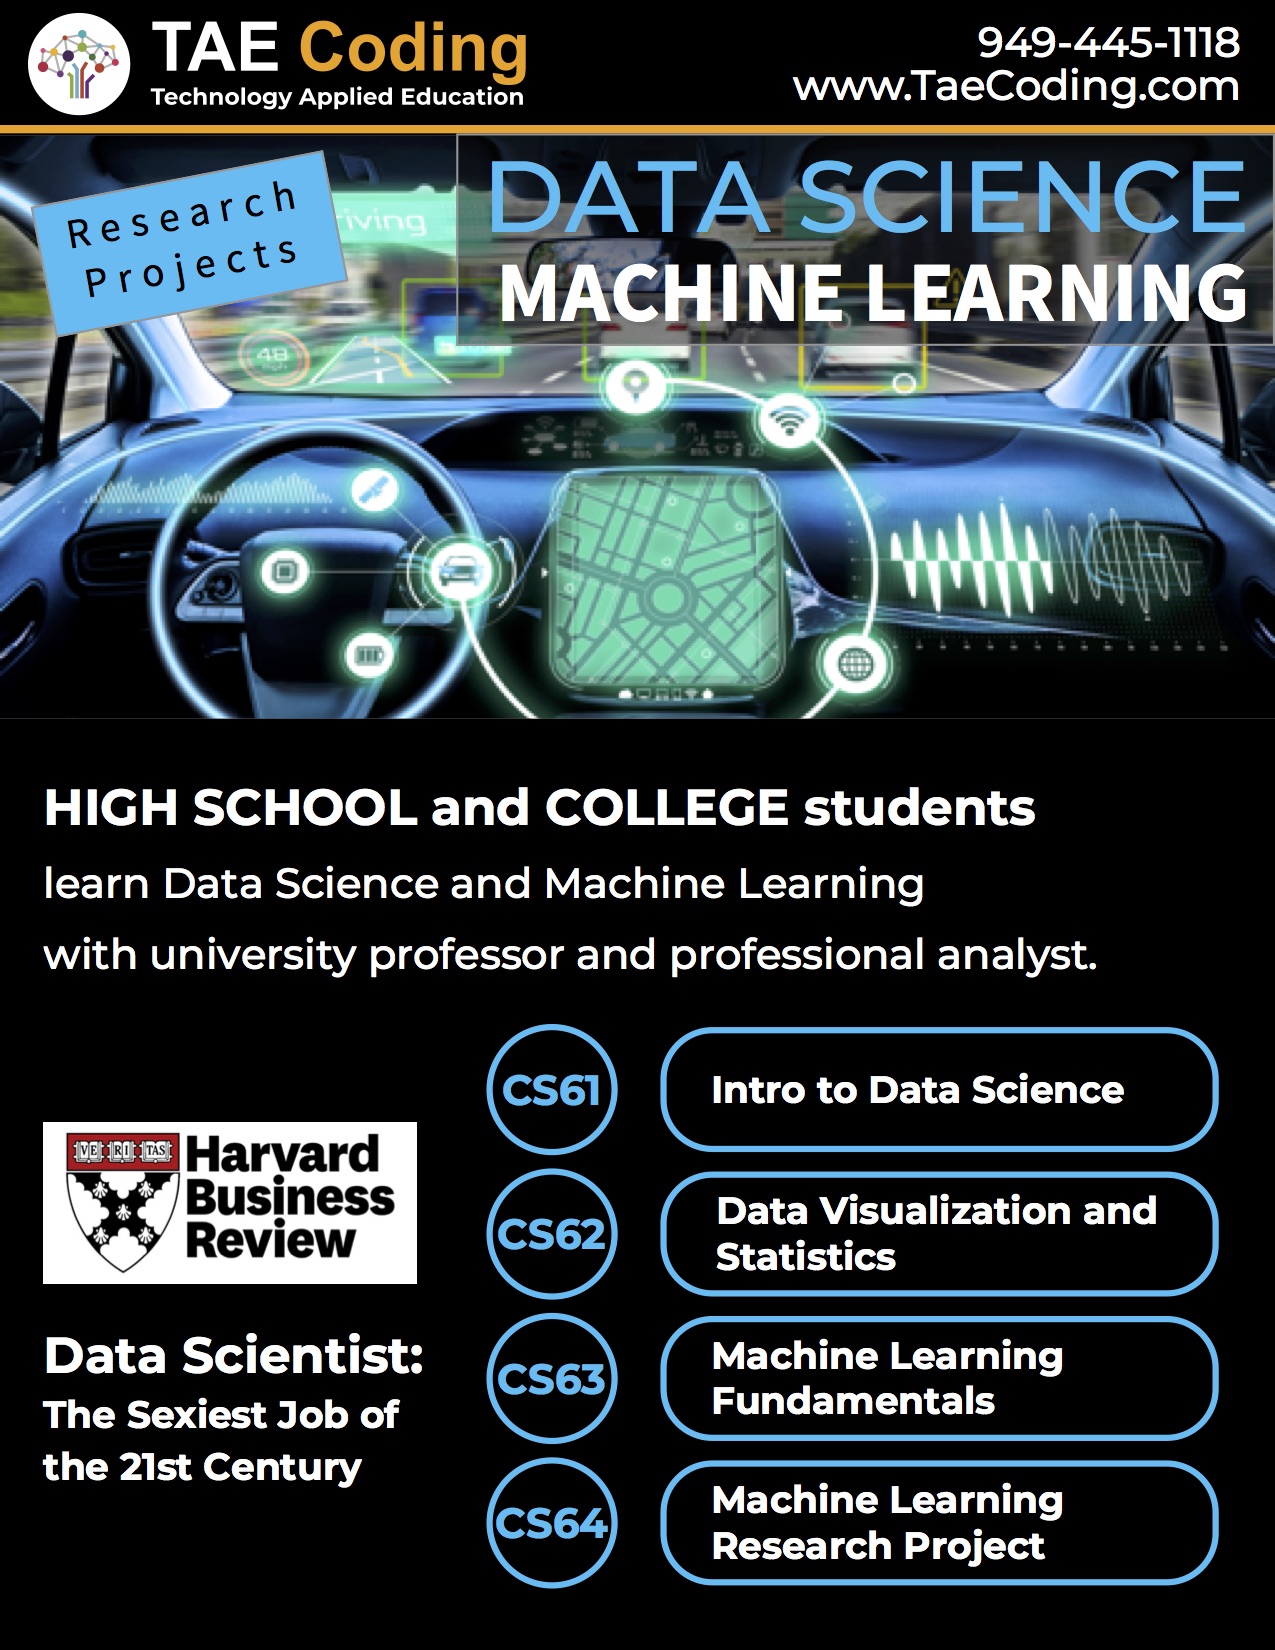 TAE Coding
Technology Applied Education
949-445-1118
www.TaeCoding.com
Research
Projects
DATA SCIENCE
MACHINE LEARNING
48
HIGH SCHOOL and COLLEGE students
learn Data Science and Machine Learning
with university professor and professional analyst.
VE RI TAS
Harvard
Business
Review
Data Scientist:
The Sexiest Job of
the 21st Century
CS61
Intro to Data Science
CS62
Data Visualization and
Statistics
CS63
Machine Learning
Fundamentals
CS64
Machine Learning
Research Project